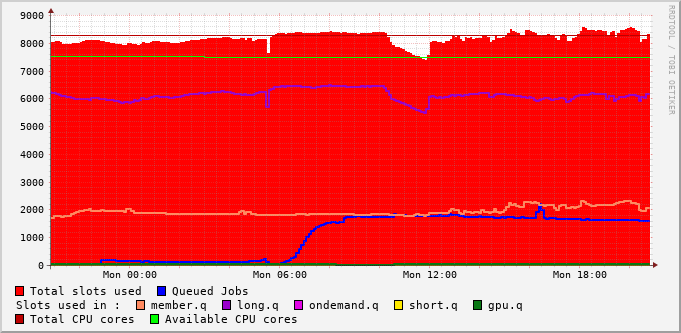 RRDTOOL / TOBI OETIKER
9000
8000
7000
6000
5000
4000
3000
2000
1000
0
Mon 00:00 Mon 06:00 Mon 12:00 Mon 18:00
Total slots used Queued Jobs
Slots used in : member.q long.q ondemand.q short.q gpu.q
Total CPU cores Available CPU cores